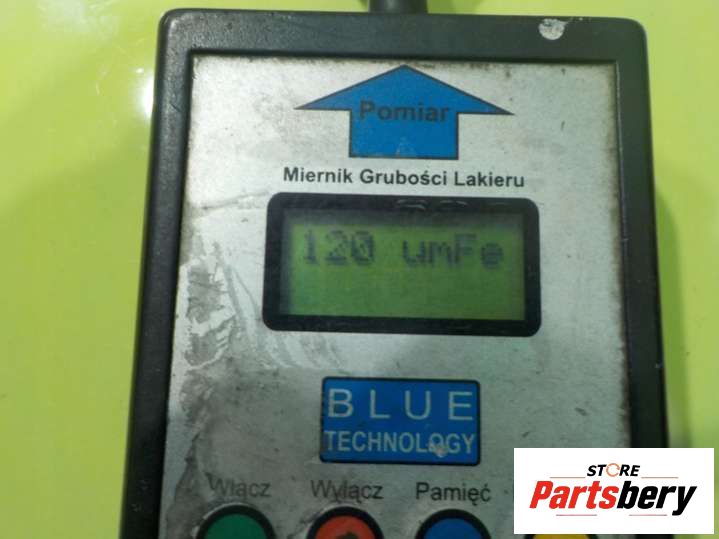 Pomiar
Miernik Grubości Lakieru
120 umFe
BLUE
TECHNOLOGY
Włącz Wyłącz Pamięć
STORE
Partsbery